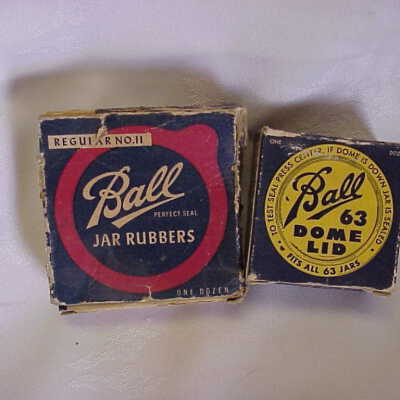 REGULAR NO.11
Ball
PERFECT SEAL
JAR RUBBERS
ONE DOZEN
ONE
DOZ
TO TEST SEAL PRESS CENTER, IF DOME IS DOWN JAR IS SEALED
Ball
63
DOME
LID
FITS ALL 63 JARS